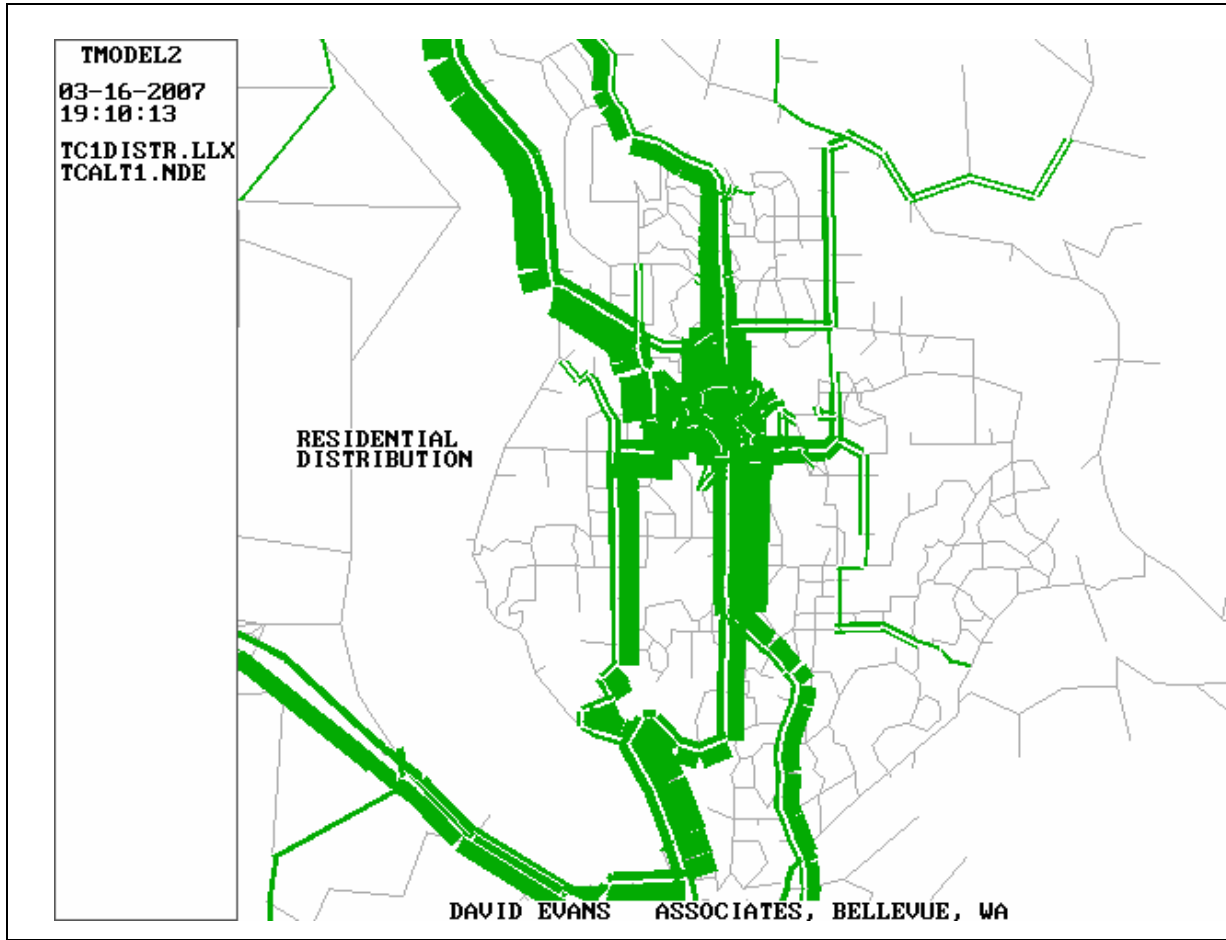 TMODEL2
03-16-2007
19:10:13
TC1DISTR.LLX
TCALT1.NDE
RESIDENTIAL
DISTRIBUTION
DAVID EVANS ASSOCIATES, BELLEVUE, WA